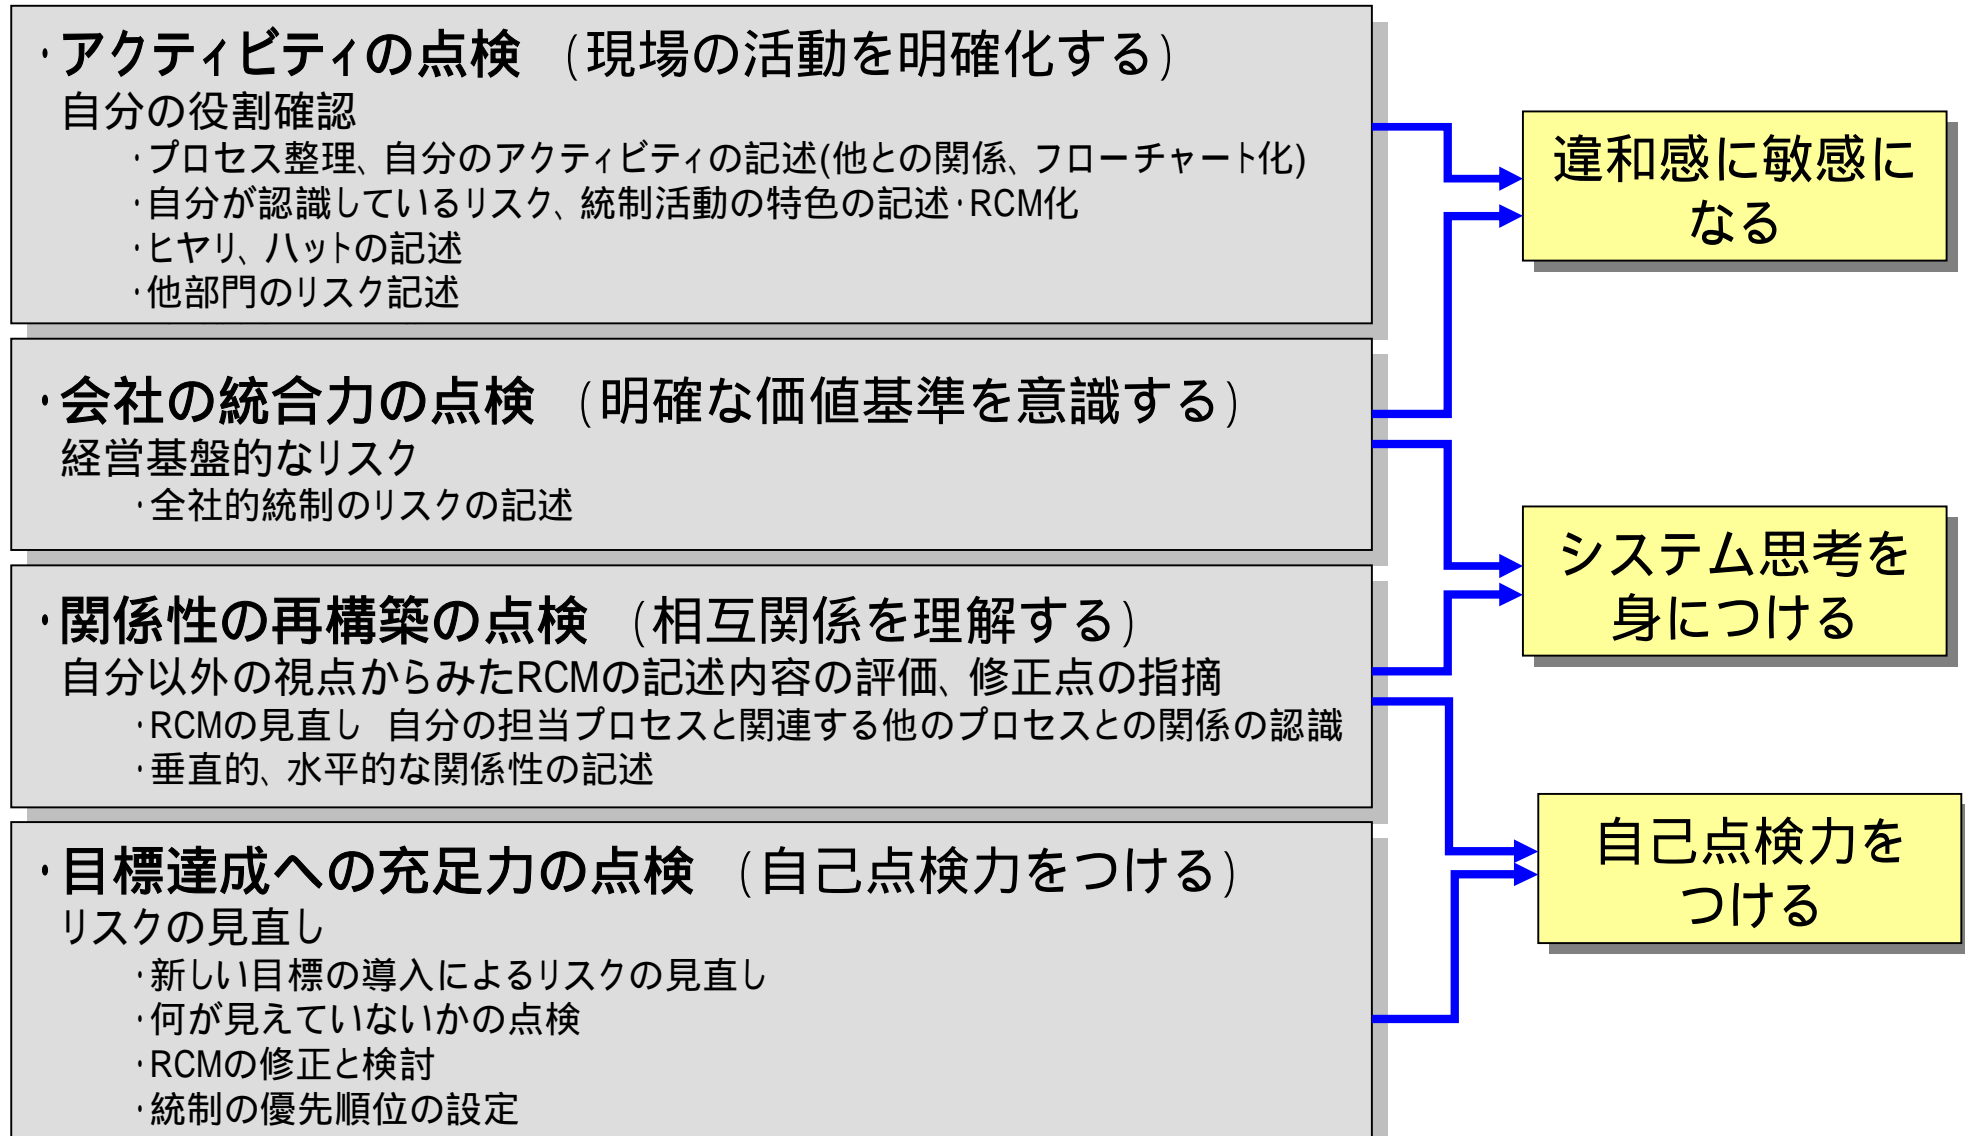 ・アクティビティの点検 （現場の活動を明確化する）
自分の役割確認
・プロセス整理、自分のアクティビティの記述(他との関係、フローチャート化)
・自分が認識しているリスク、統制活動の特色の記述・RCM化
・ヒヤリ、ハットの記述
・他部門のリスク記述
・会社の統合力の点検 （明確な価値基準を意識する）
経営基盤的なリスク
・全社的統制のリスクの記述
・関係性の再構築の点検 （相互関係を理解する）
自分以外の視点からみたRCMの記述内容の評価、修正点の指摘
・RCMの見直し 自分の担当プロセスと関連する他のプロセスとの関係の認識
・垂直的、水平的な関係性の記述
・目標達成への充足力の点検 （自己点検力をつける）
リスクの見直し
・新しい目標の導入によるリスクの見直し
・何が見えていないかの点検
・RCMの修正と検討
・統制の優先順位の設定
違和感に敏感に
なる
システム思考を
身につける
自己点検力を
つける